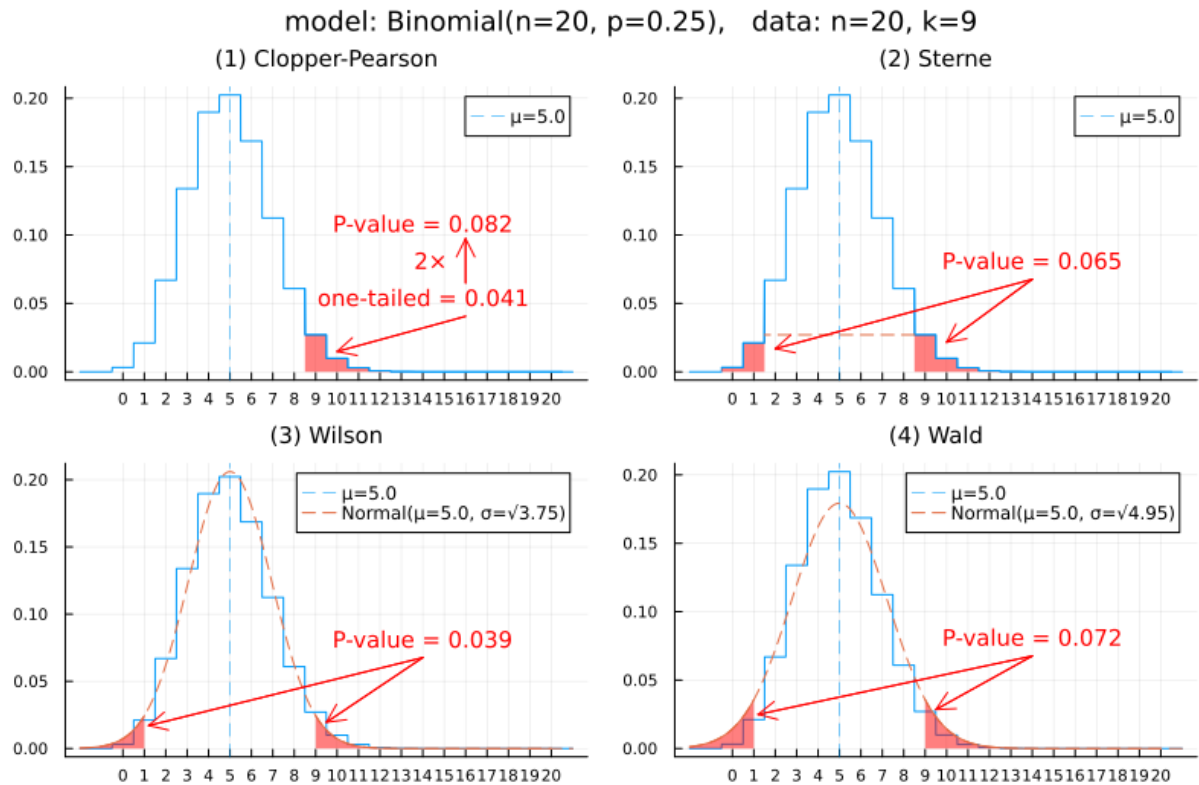 model: Binomial(n=20, p=0.25),   data: n=20, k=9
(1) Clopper-Pearson
0.20
0.15
0.10
0.05
0.00
μ=5.0
P-value = 0.082
2×
one-tailed = 0.041
0 1 2 3 4 5 6 7 8 9 10 11 12 13 14 15 16 17 18 19 20
(2) Sterne
0.20
0.15
0.10
0.05
0.00
μ=5.0
P-value = 0.065
0 1 2 3 4 5 6 7 8 9 10 11 12 13 14 15 16 17 18 19 20
(3) Wilson
0.20
0.15
0.10
0.05
0.00
μ=5.0
Normal(μ=5.0, σ=√3.75)
P-value = 0.039
0 1 2 3 4 5 6 7 8 9 10 11 12 13 14 15 16 17 18 19 20
(4) Wald
0.20
0.15
0.10
0.05
0.00
μ=5.0
Normal(μ=5.0, σ=√4.95)
P-value = 0.072
0 1 2 3 4 5 6 7 8 9 10 11 12 13 14 15 16 17 18 19 20